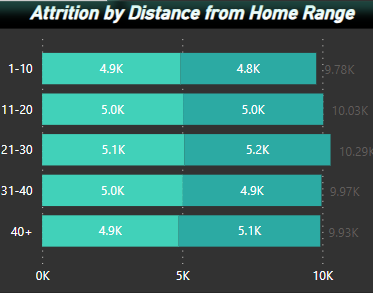 Attrition by Distance from Home Range
1-10 4.9K 4.8K 9.78K
11-20 5.0K 5.0K 10.03K
21-30 5.1K 5.2K 10.29K
31-40 5.0K 4.9K 9.97K
40+ 4.9K 5.1K 9.93K
0K 5K 10K